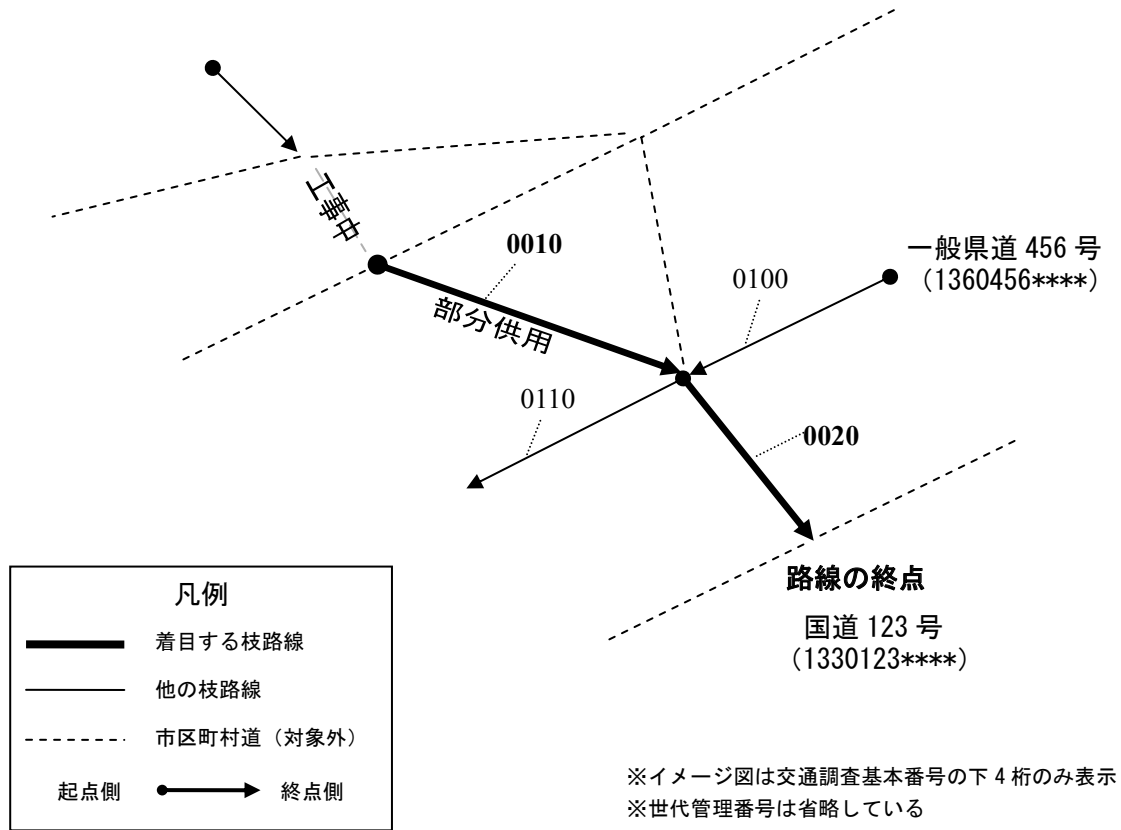 工事中
0010
部分供用
一般県道 456 号
（1360456****）
0100
0110
0020
路線の終点
国道 123 号
（1330123****）
凡例
着目する枝路線
他の枝路線
市区町村道（対象外）
起点側 終点側
※イメージ図は交通調査基本番号の下 4 桁のみ表示
※世代管理番号は省略している